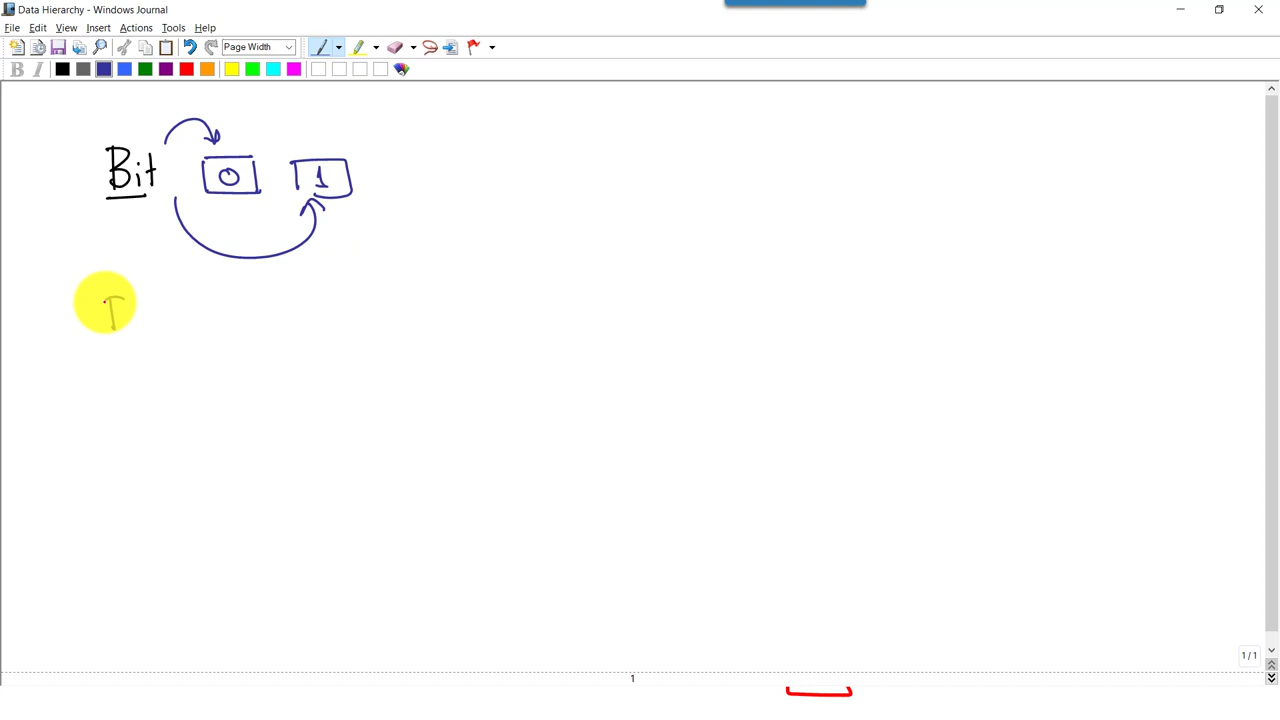 Data Hierarchy - Windows Journal
File Edit View Insert Actions Tools Help
Page Width
B I
Bit 0 1
1 / 1
1